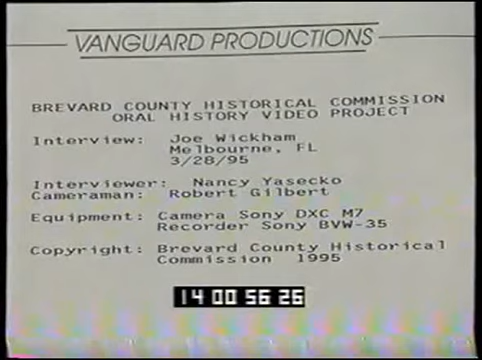 VANGUARD PRODUCTIONS
BREVARD COUNTY HISTORICAL COMMISSION
ORAL HISTORY VIDEO PROJECT
Interview: Joe Wickham
Melbourne, FL
3/28/95
Interviewer: Nancy Yasecko
Cameraman: Robert Gilbert
Equipment: Camera Sony DXC M7
Recorder Sony BVW-35
Copyright: Brevard County Historical
Commission 1995
14 00 56 26